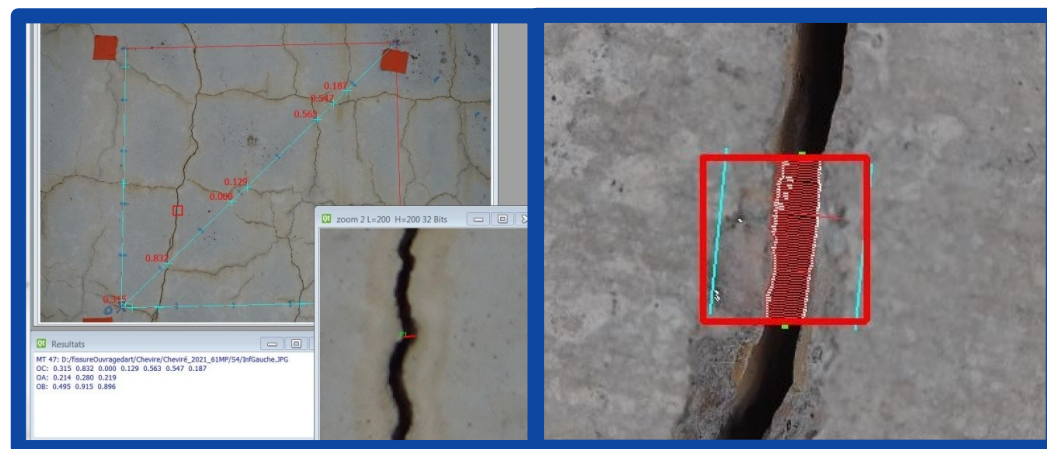 0.187
0.547
0.563
0.129
0.000
0.832
0.315
zoom 2 L=200 H=200 32 Bits
Resultats
MT 47: D:/fissureOuvragedart/Chevire/Cheviré_2021_61MP/S4/InfGauche.JPG
OC: 0.315 0.832 0.000 0.129 0.563 0.547 0.187
OA: 0.214 0.280 0.219
OB: 0.495 0.915 0.896